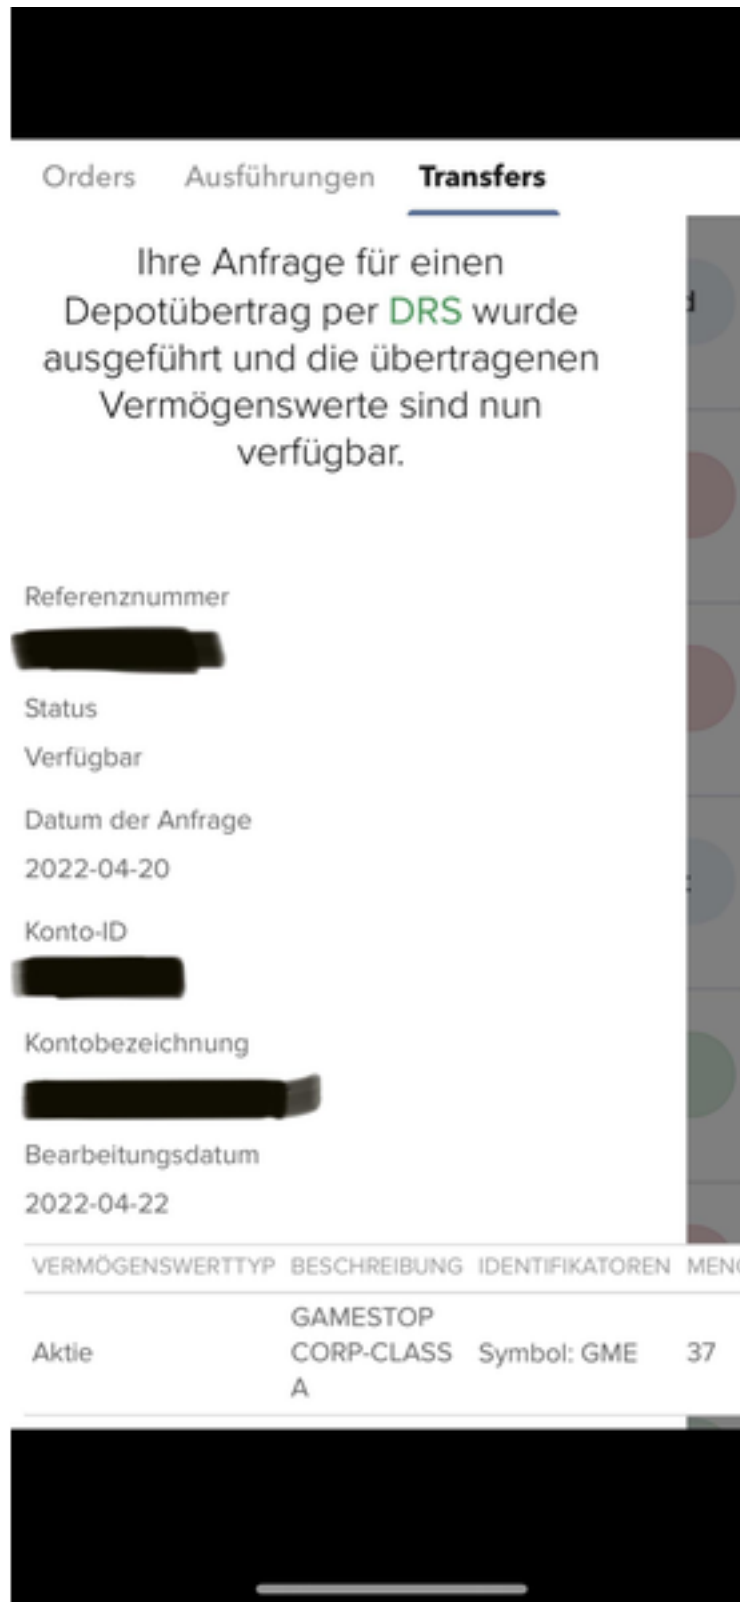 Orders Ausführungen Transfers
Ihre Anfrage für einen
Depotübertrag per DRS wurde
ausgeführt und die übertragenen
Vermögenswerte sind nun
verfügbar.
Referenznummer
Status
Verfügbar
Datum der Anfrage
2022-04-20
Konto-ID
Kontobezeichnung
Bearbeitungsdatum
2022-04-22
VERMÖGENSWERTTYP BESCHREIBUNG IDENTIFIKATOREN
Aktie GAMESTOP CORP-CLASS A Symbol: GME 37